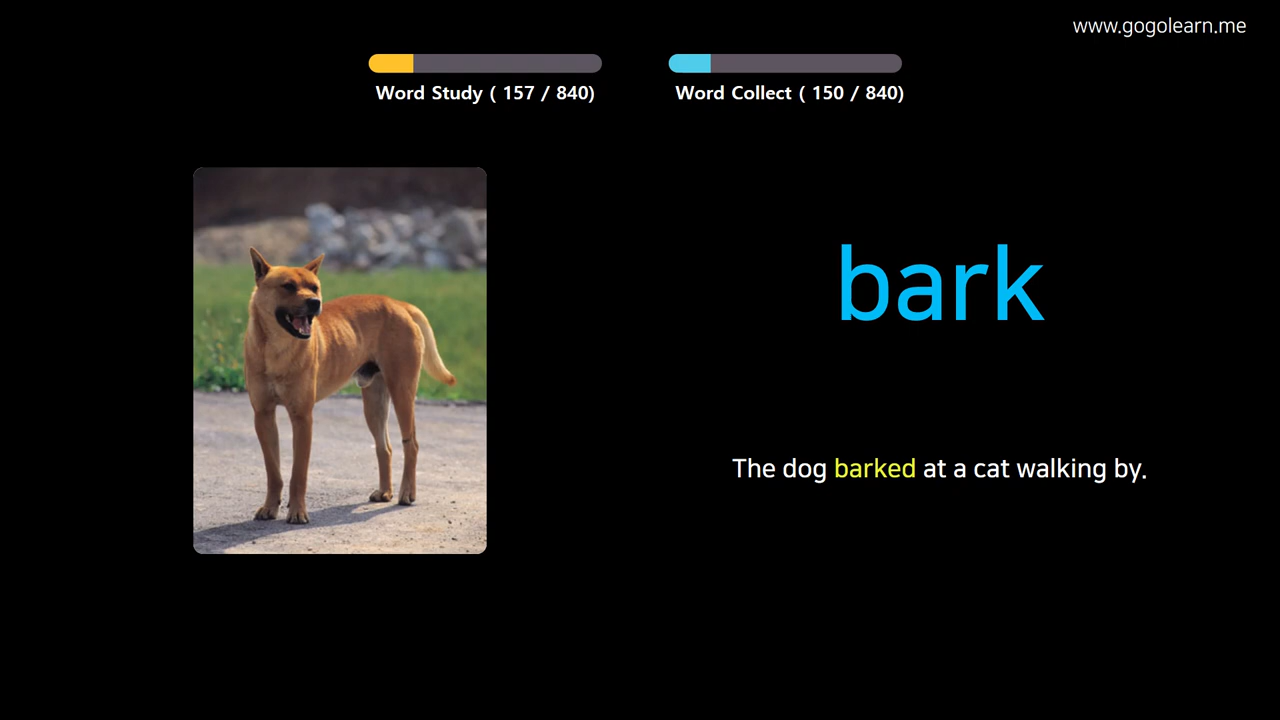 www.gogolearn.me
Word Study ( 157 / 840)
Word Collect ( 150 / 840)
bark
The dog barked at a cat walking by.